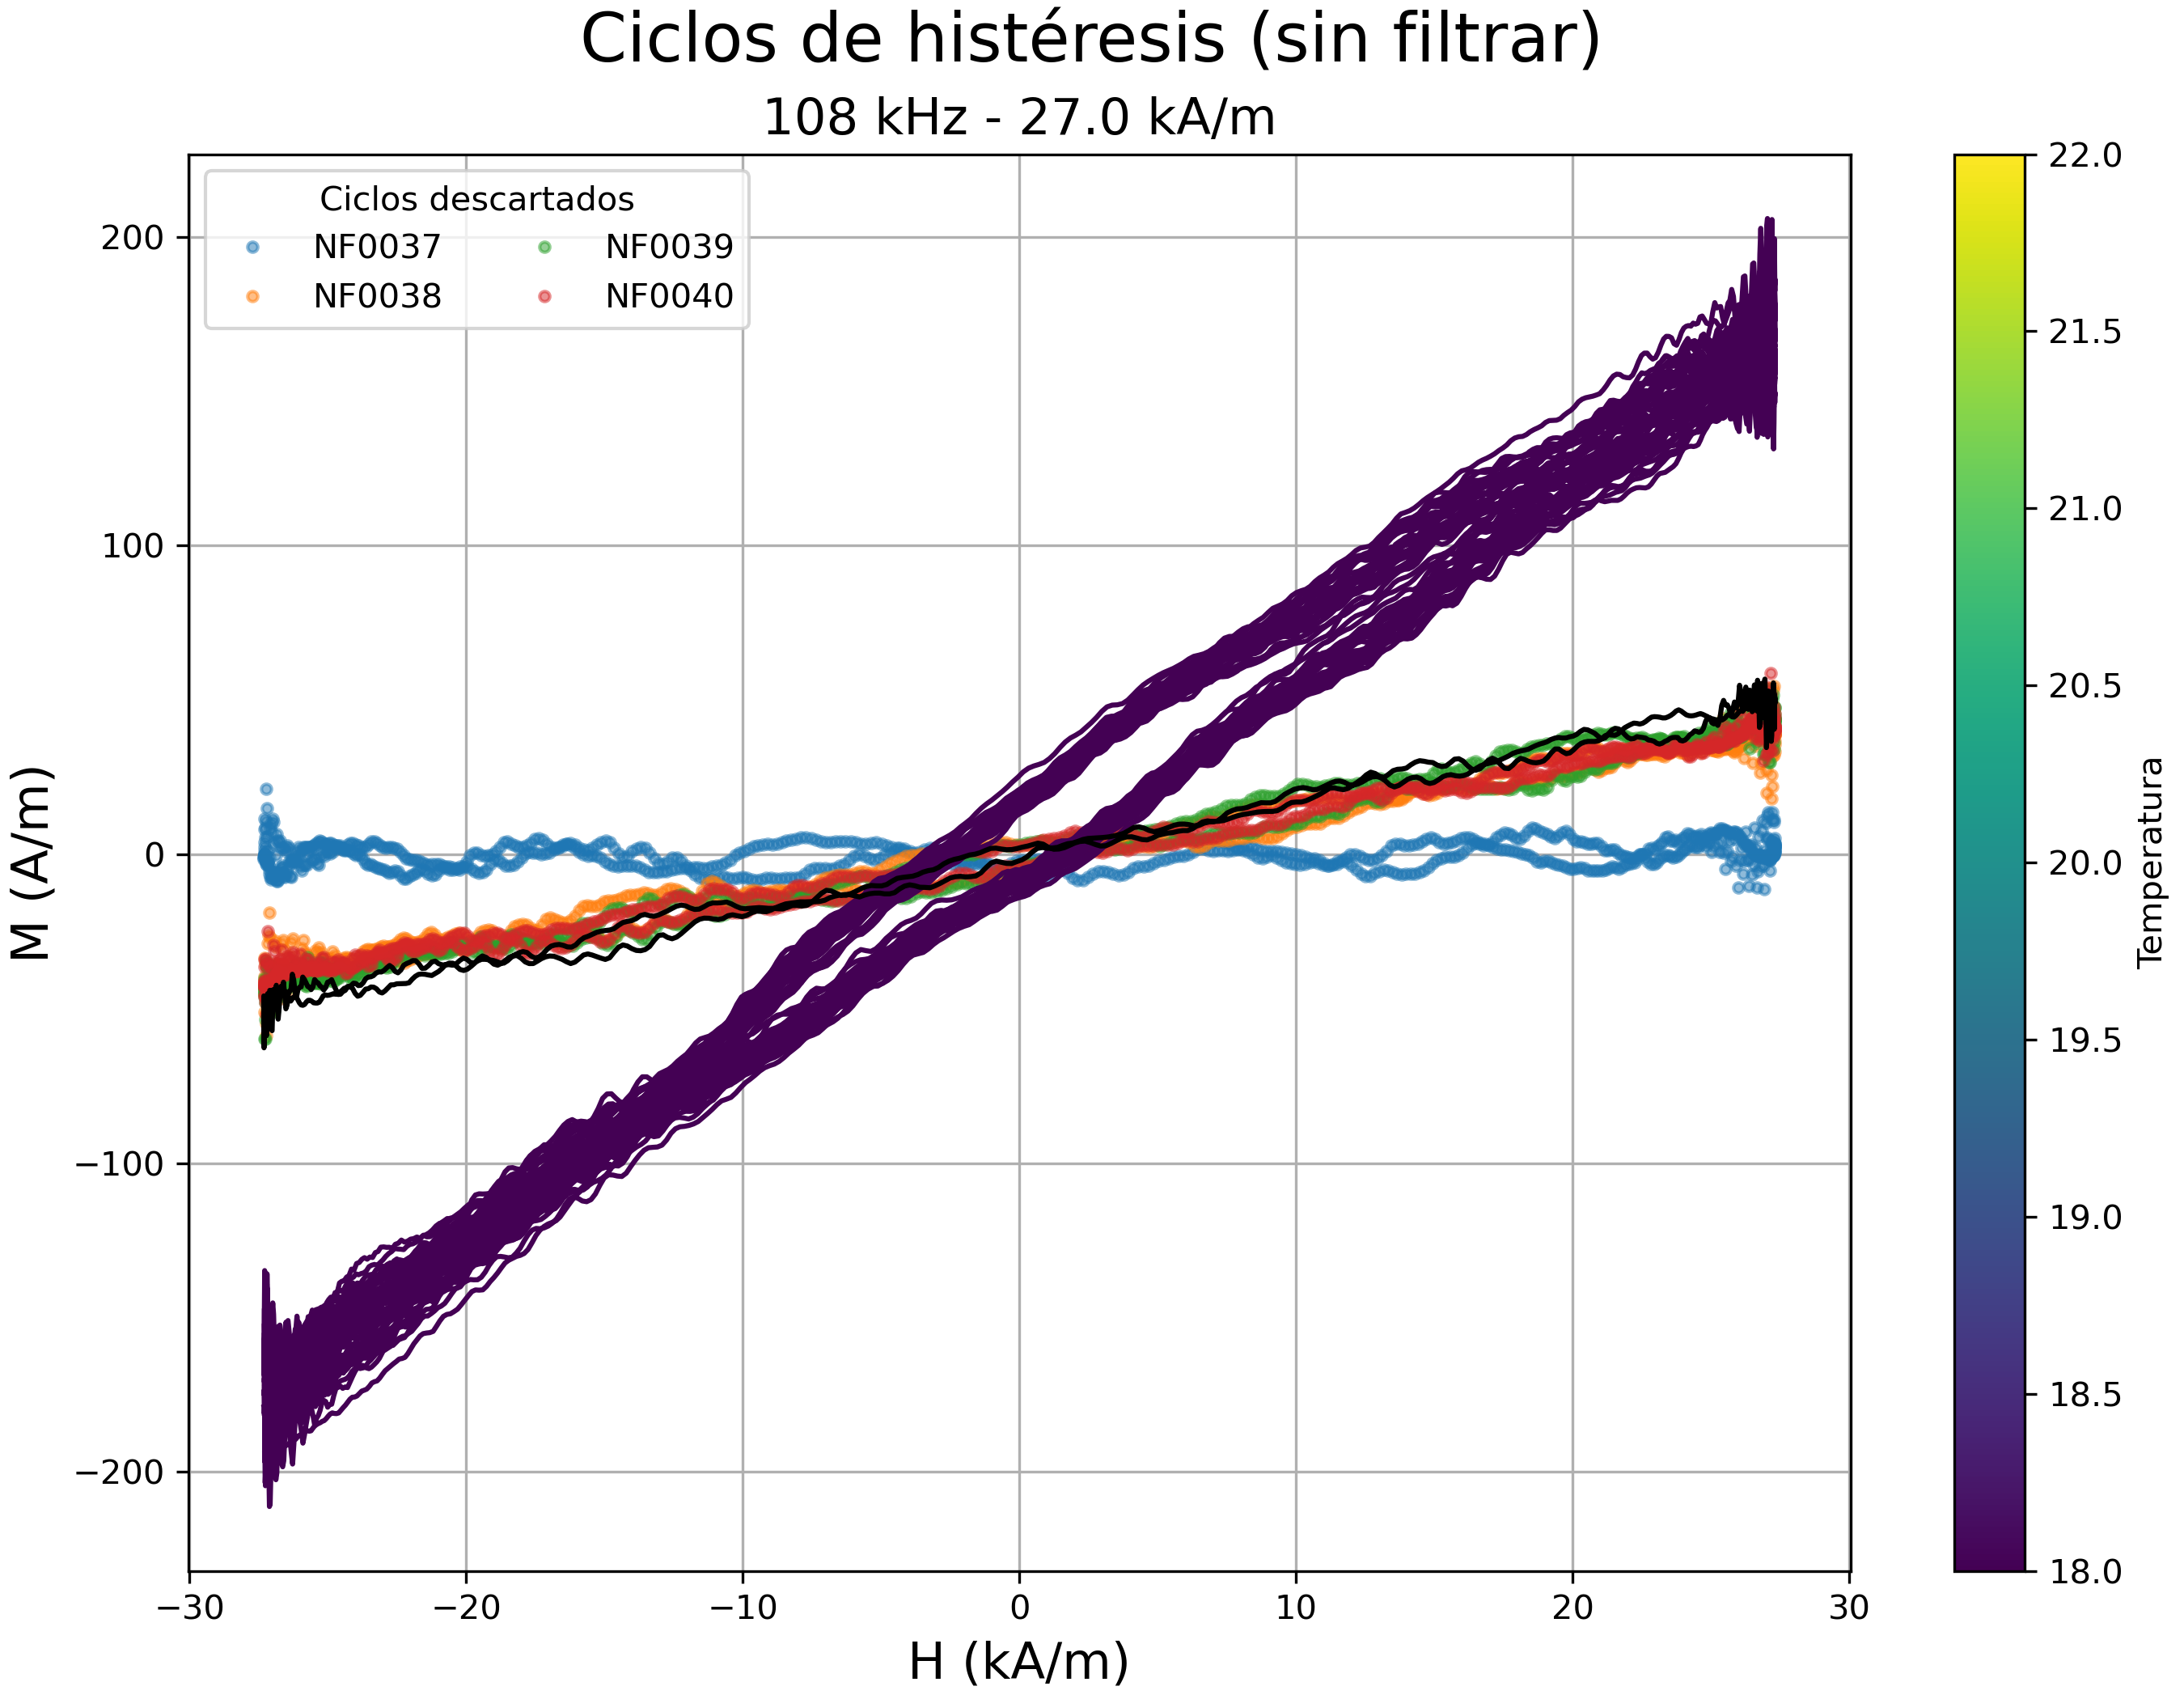 Ciclos de histéresis (sin filtrar)
108 kHz - 27.0 kA/m
Ciclos descartados
NF0037 NF0039
NF0038 NF0040
200
100
0
−100
−200
M (A/m)
−30 −20 −10 0 10 20 30
H (kA/m)
22.0
21.5
21.0
20.5
20.0
19.5
19.0
18.5
18.0
Temperatura